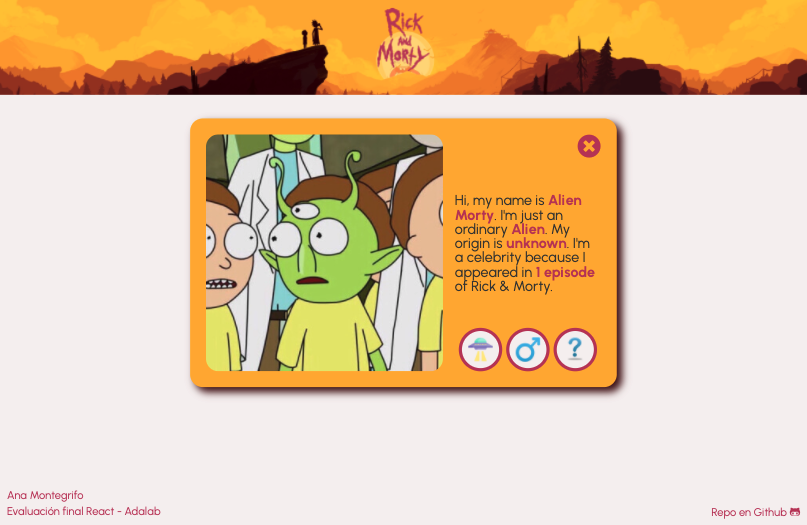 Rick
and
Morty
Hi, my name is Alien
Morty. I'm just an
ordinary Alien. My
origin is unknown. I'm
a celebrity because I
appeared in 1 episode
of Rick & Morty.
Ana Montegrifo
Evaluación final React - Adalab
Repo en Github